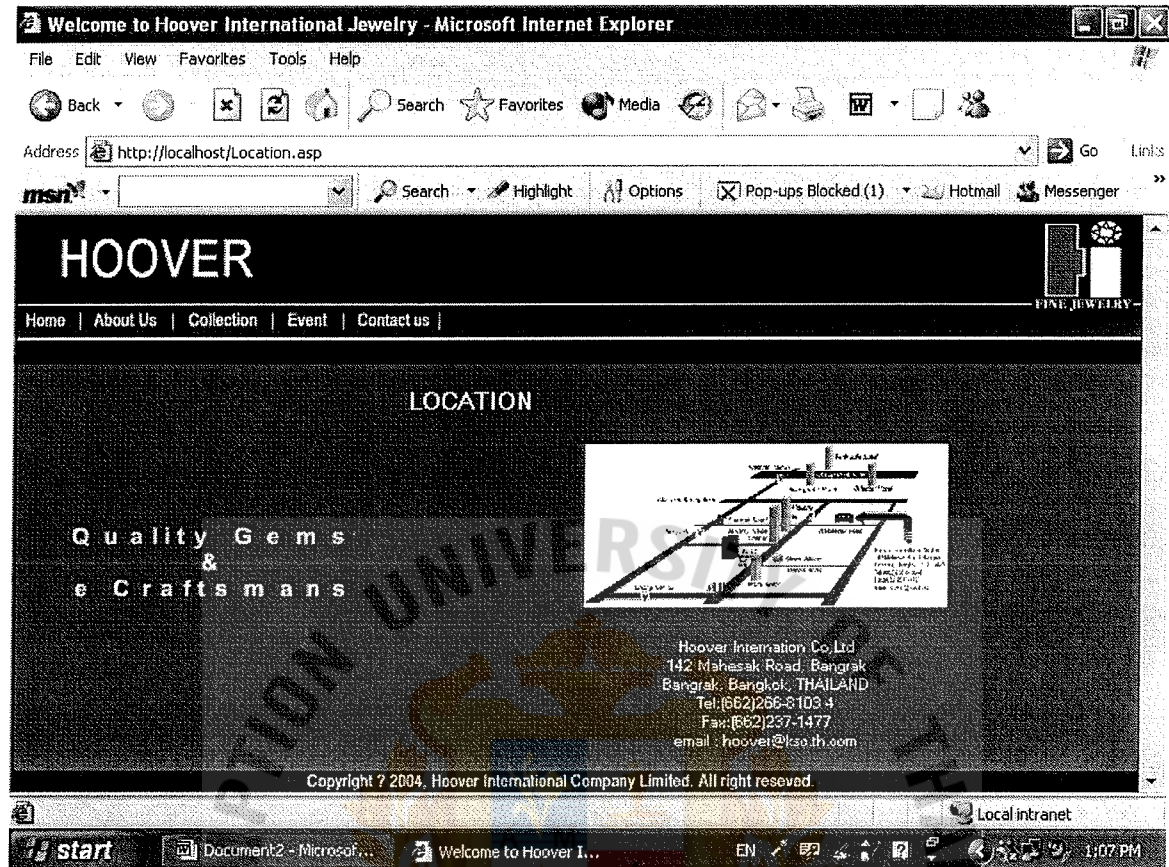 Welcome to Hoover International Jewelry - Microsoft Internet Explorer
File Edit View Favorites Tools Help
Back Search Favorites Media
Address http://localhost/Location.asp Go Links
msn Search Highlight Options Pop-ups Blocked (1) Hotmail Messenger »
HOOVER
FINE JEWELRY
Home | About Us | Collection | Event | Contact us |
LOCATION
Quality Gems
&
e Craftsmans
Hoover Internation Co,Ltd
142 Mahesak Road, Bangrak
Bangrak, Bangkok, THAILAND
Tel:(662)266-8103 4
Fax:(662)237-1477
email : hoover@ksc.th.com
Copyright ? 2004, Hoover International Company Limited. All right reseved.
Local intranet
start Document2 - Microsof... Welcome to Hoover I... EN 1:07 PM